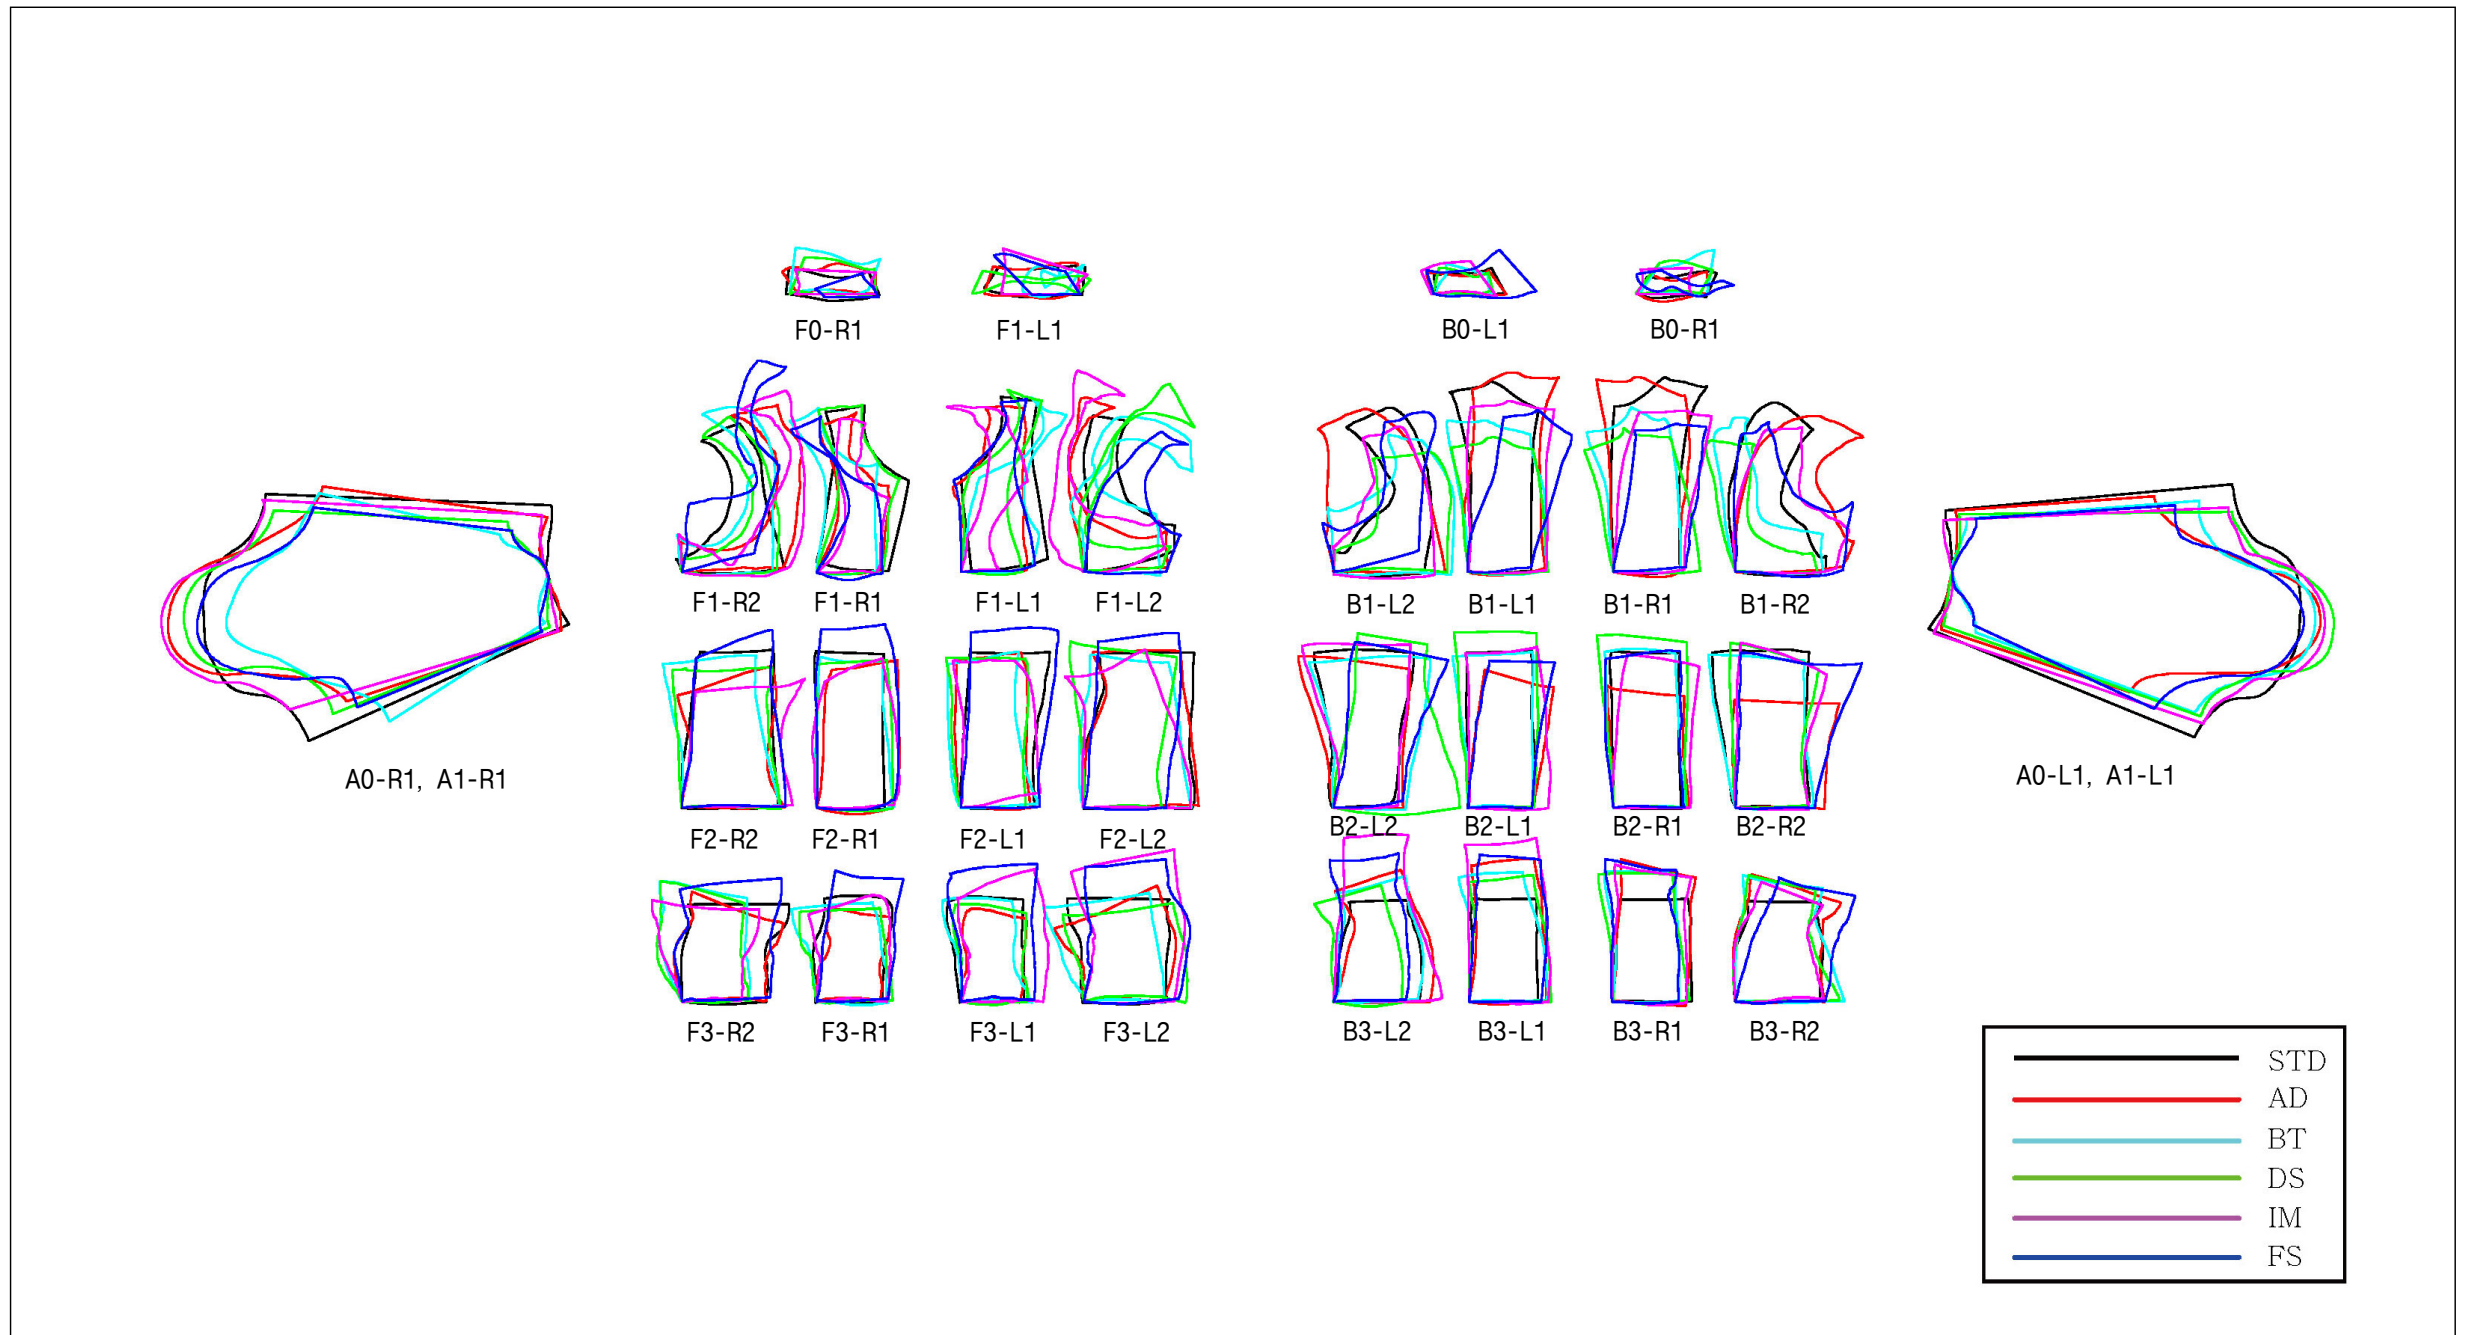 F0-R1 F1-L1 B0-L1 B0-R1
F1-R2 F1-R1 F1-L1 F1-L2 B1-L2 B1-L1 B1-R1 B1-R2
A0-R1, A1-R1 A0-L1, A1-L1
F2-R2 F2-R1 F2-L1 F2-L2 B2-L2 B2-L1 B2-R1 B2-R2
F3-R2 F3-R1 F3-L1 F3-L2 B3-L2 B3-L1 B3-R1 B3-R2
STD
AD
BT
DS
IM
FS